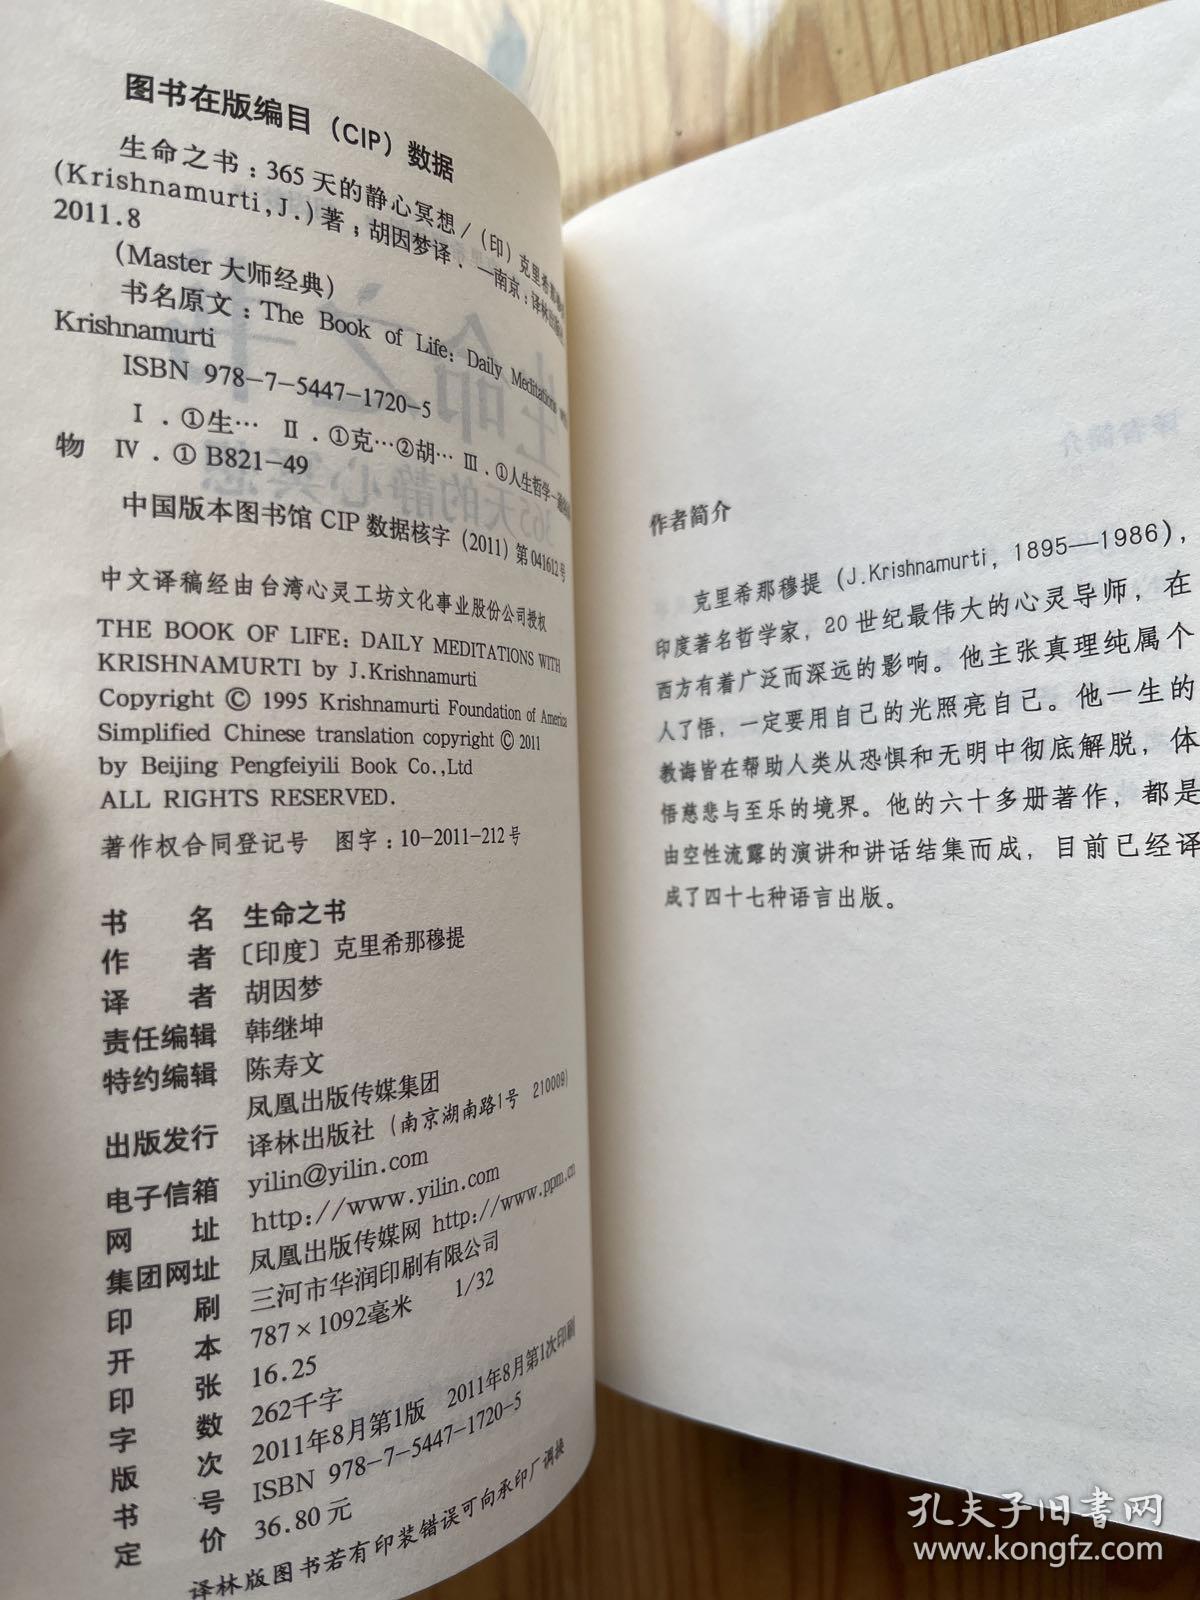 图书在版编目（CIP）数据
生命之书：365 天的静心冥想／（印）克里希那穆
(Krishnamurti, J.) 著；胡因梦译．—南京：译林出版社
2011.8
（Master 大师经典）
书名原文：The Book of Life: Daily Meditations with
Krishnamurti
ISBN 978-7-5447-1720-5
Ⅰ．①生… Ⅱ．①克…②胡… Ⅲ．①人生哲学—
物 Ⅳ．① B821-49
中国版本图书馆 CIP 数据核字（2011）第 041612 号
中文译稿经由台湾心灵工坊文化事业股份公司授权
THE BOOK OF LIFE: DAILY MEDITATIONS WITH
KRISHNAMURTI by J.Krishnamurti
Copyright © 1995 Krishnamurti Foundation of America
Simplified Chinese translation copyright © 2011
by Beijing Pengfeiyili Book Co.,Ltd
ALL RIGHTS RESERVED.
著作权合同登记号 图字：10-2011-212号
书 名 生命之书
作 者 〔印度〕克里希那穆提
译 者 胡因梦
责任编辑 韩继坤
特约编辑 陈寿文
凤凰出版传媒集团
出版发行 译林出版社（南京湖南路1号 210009）
电子信箱 yilin@yilin.com
网 址 http://www.yilin.com
集团网址 凤凰出版传媒网 http://www.ppm.cn
印 刷 三河市华润印刷有限公司
开 本 787×1092毫米 1/32
印 张 16.25
字 数 262千字
版 次 2011年8月第1版 2011年8月第1次印刷
书 号 ISBN 978-7-5447-1720-5
定 价 36.80 元
译林版图书若有印装错误可向承印厂调换
译者简介
作者简介
克里希那穆提（J.Krishnamurti, 1895—1986），
印度著名哲学家，20 世纪最伟大的心灵导师，在
西方有着广泛而深远的影响。他主张真理纯属个
人了悟，一定要用自己的光照亮自己。他一生的
教诲皆在帮助人类从恐惧和无明中彻底解脱，体
悟慈悲与至乐的境界。他的六十多册著作，都是
由空性流露的演讲和讲话结集而成，目前已经译
成了四十七种语言出版。
孔夫子旧书网
www.kongfz.com